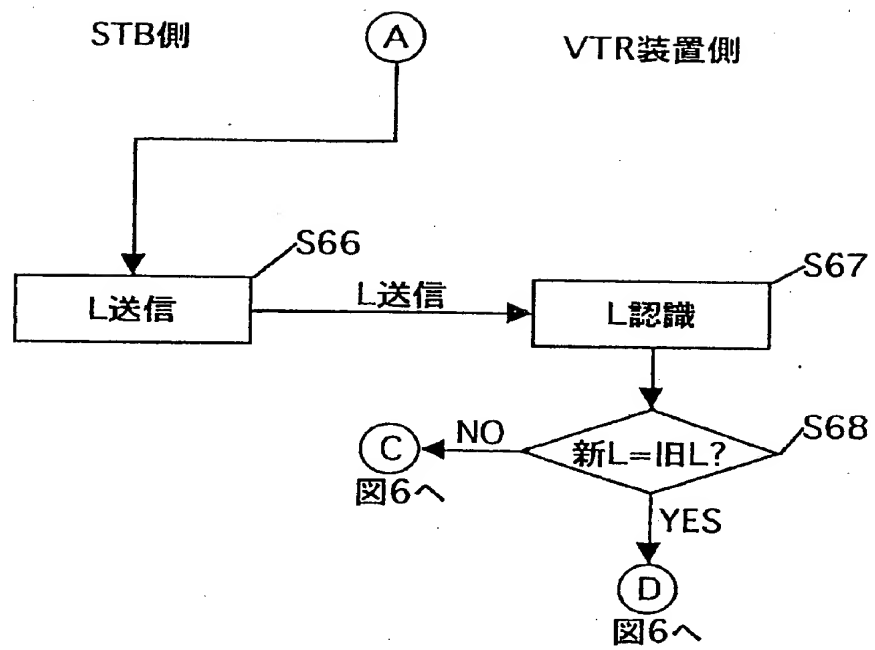 STB側
A
VTR装置側
S66
L送信
L送信
S67
L認識
S68
新L=旧L?
NO
C
図6へ
YES
D
図6へ